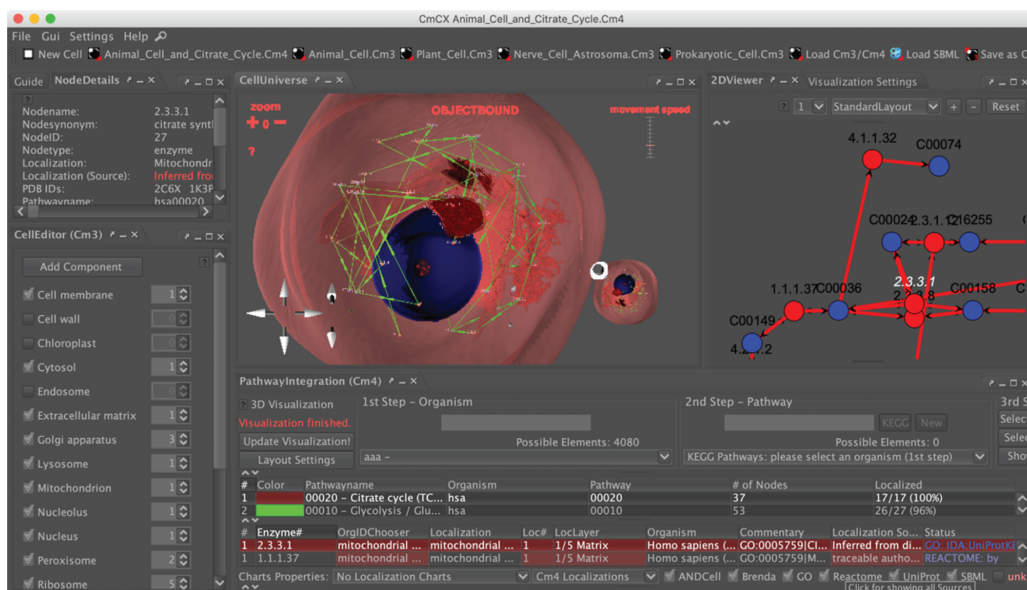 CmCX Animal_Cell_and_Citrate_Cycle.Cm4
File Gui Settings Help
New Cell Animal_Cell_and_Citrate_Cycle.Cm4 Animal_Cell.Cm3 Plant_Cell.Cm3 Nerve_Cell_Astrosoma.Cm3 Prokaryotic_Cell.Cm3 Load Cm3/Cm4 Load SBML Save as C
Guide NodeDetails
?
Nodename: 2.3.3.1
Nodesynonym: citrate synt
NodeID: 27
Nodetype: enzyme
Localization: Mitochondr
Localization (Source): Inferred fro
PDB IDs: 2C6X 1K3P
Pathwayname: hsa00020
CellEditor (Cm3)
Add Component ?
Cell membrane 1
Cell wall 0
Chloroplast 0
Cytosol 1
Endosome 0
Extracellular matrix 1
Golgi apparatus 3
Lysosome 1
Mitochondrion 1
Nucleolus 1
Nucleus 1
Peroxisome 2
Ribosome 5
CellUniverse
zoom
+ 0 −
?
OBJECTBOUND
movement speed
2DViewer Visualization Settings
? 1 StandardLayout + - Reset
4.1.1.32
C00074
C00024 2.3.1.12 C16255
2.3.3.1
1.1.1.37 C00036 C00158 C
C00149
PathwayIntegration (Cm4)
? 3D Visualization
Visualization finished.
Update Visualization!
Layout Settings
1st Step - Organism
Possible Elements: 4080
aaa -
2nd Step - Pathway
KEGG New
Possible Elements: 0
KEGG Pathways: please select an organism (1st step)
3rd S
Select
Selec
Sho
# Color Pathwayname Organism Pathway # of Nodes Localized
1 00020 - Citrate cycle (TC... hsa 00020 37 17/17 (100%)
2 00010 - Glycolysis / Glu... hsa 00010 53 26/27 (96%)
# Enzyme# OrgIDChooser Localization Loc# LocLayer Organism Commentary Localization So... Status
1 2.3.3.1 mitochondrial ... mitochondrial ... 1 1/5 Matrix Homo sapiens (... GO:0005759|CI... Inferred from di... GO: IDA:UniProtKB
1 1.1.1.37 mitochondrial ... mitochondrial ... 1 1/5 Matrix Homo sapiens (... GO:0005759|M... traceable autho... REACTOME: by
Charts Properties: No Localization Charts Cm4 Localizations ANDCell Brenda GO Reactome UniProt SBML unk
Click for showing all Sources